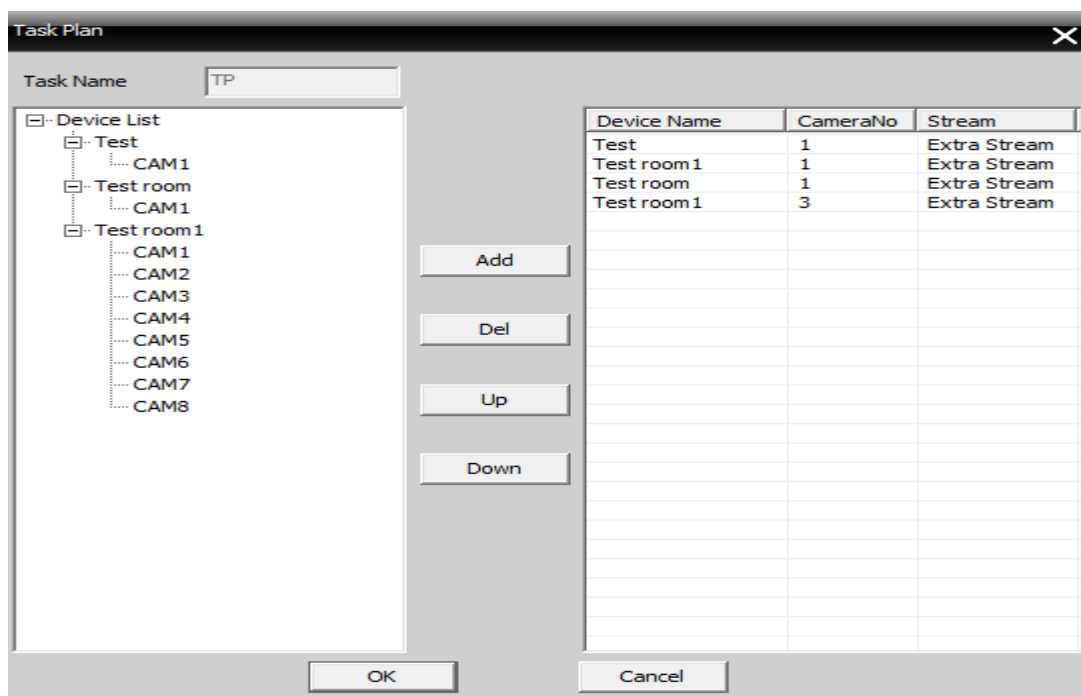 Task Plan
Task Name TP
Device List
Test
CAM1
Test room
CAM1
Test room1
CAM1
CAM2
CAM3
CAM4
CAM5
CAM6
CAM7
CAM8
Add
Del
Up
Down
Device Name CameraNo Stream
Test 1 Extra Stream
Test room1 1 Extra Stream
Test room 1 Extra Stream
Test room1 3 Extra Stream
OK Cancel